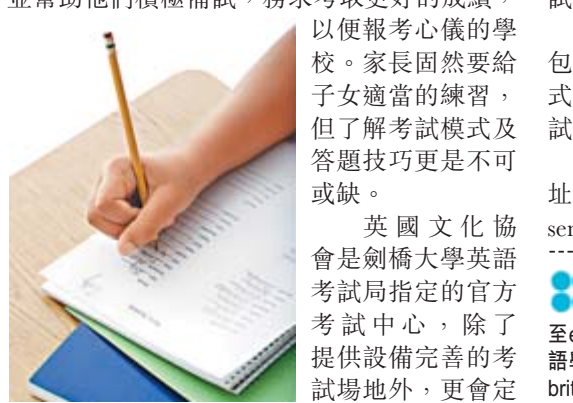 並幫助他們積極備試，務求考取更好的成績，
以便報考心儀的學
校。家長固然要給
子女適當的練習，
但了解考試模式及
答題技巧更是不可
或缺。
英國文化協
會是劍橋大學英語
考試局指定的官方
考試中心，除了
提供設備完善的考
試場地外，更會定
試
包
式
試
址
ser
至e
語
brit